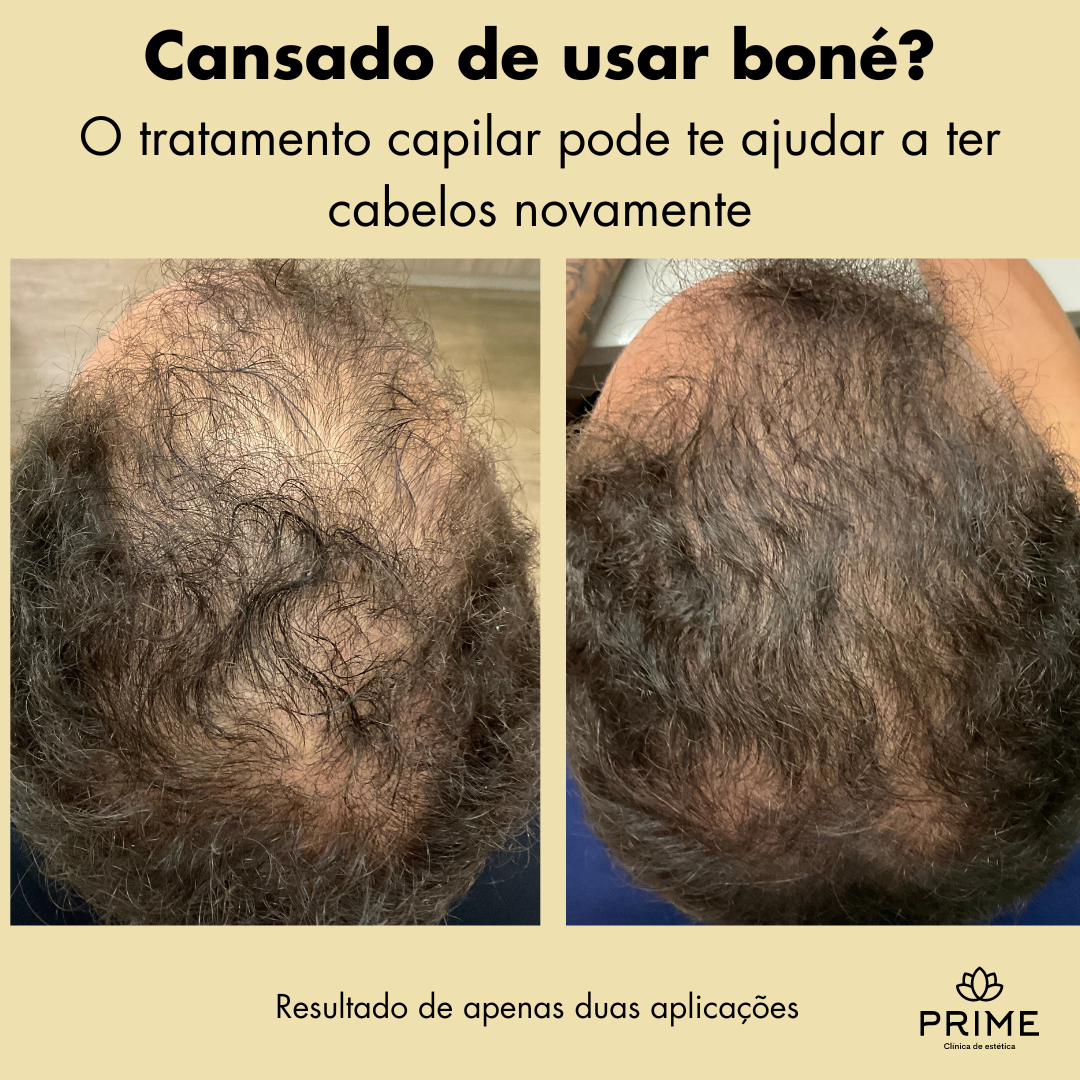 Cansado de usar boné?
O tratamento capilar pode te ajudar a ter
cabelos novamente
Resultado de apenas duas aplicações
PRIME
Clínica de estética